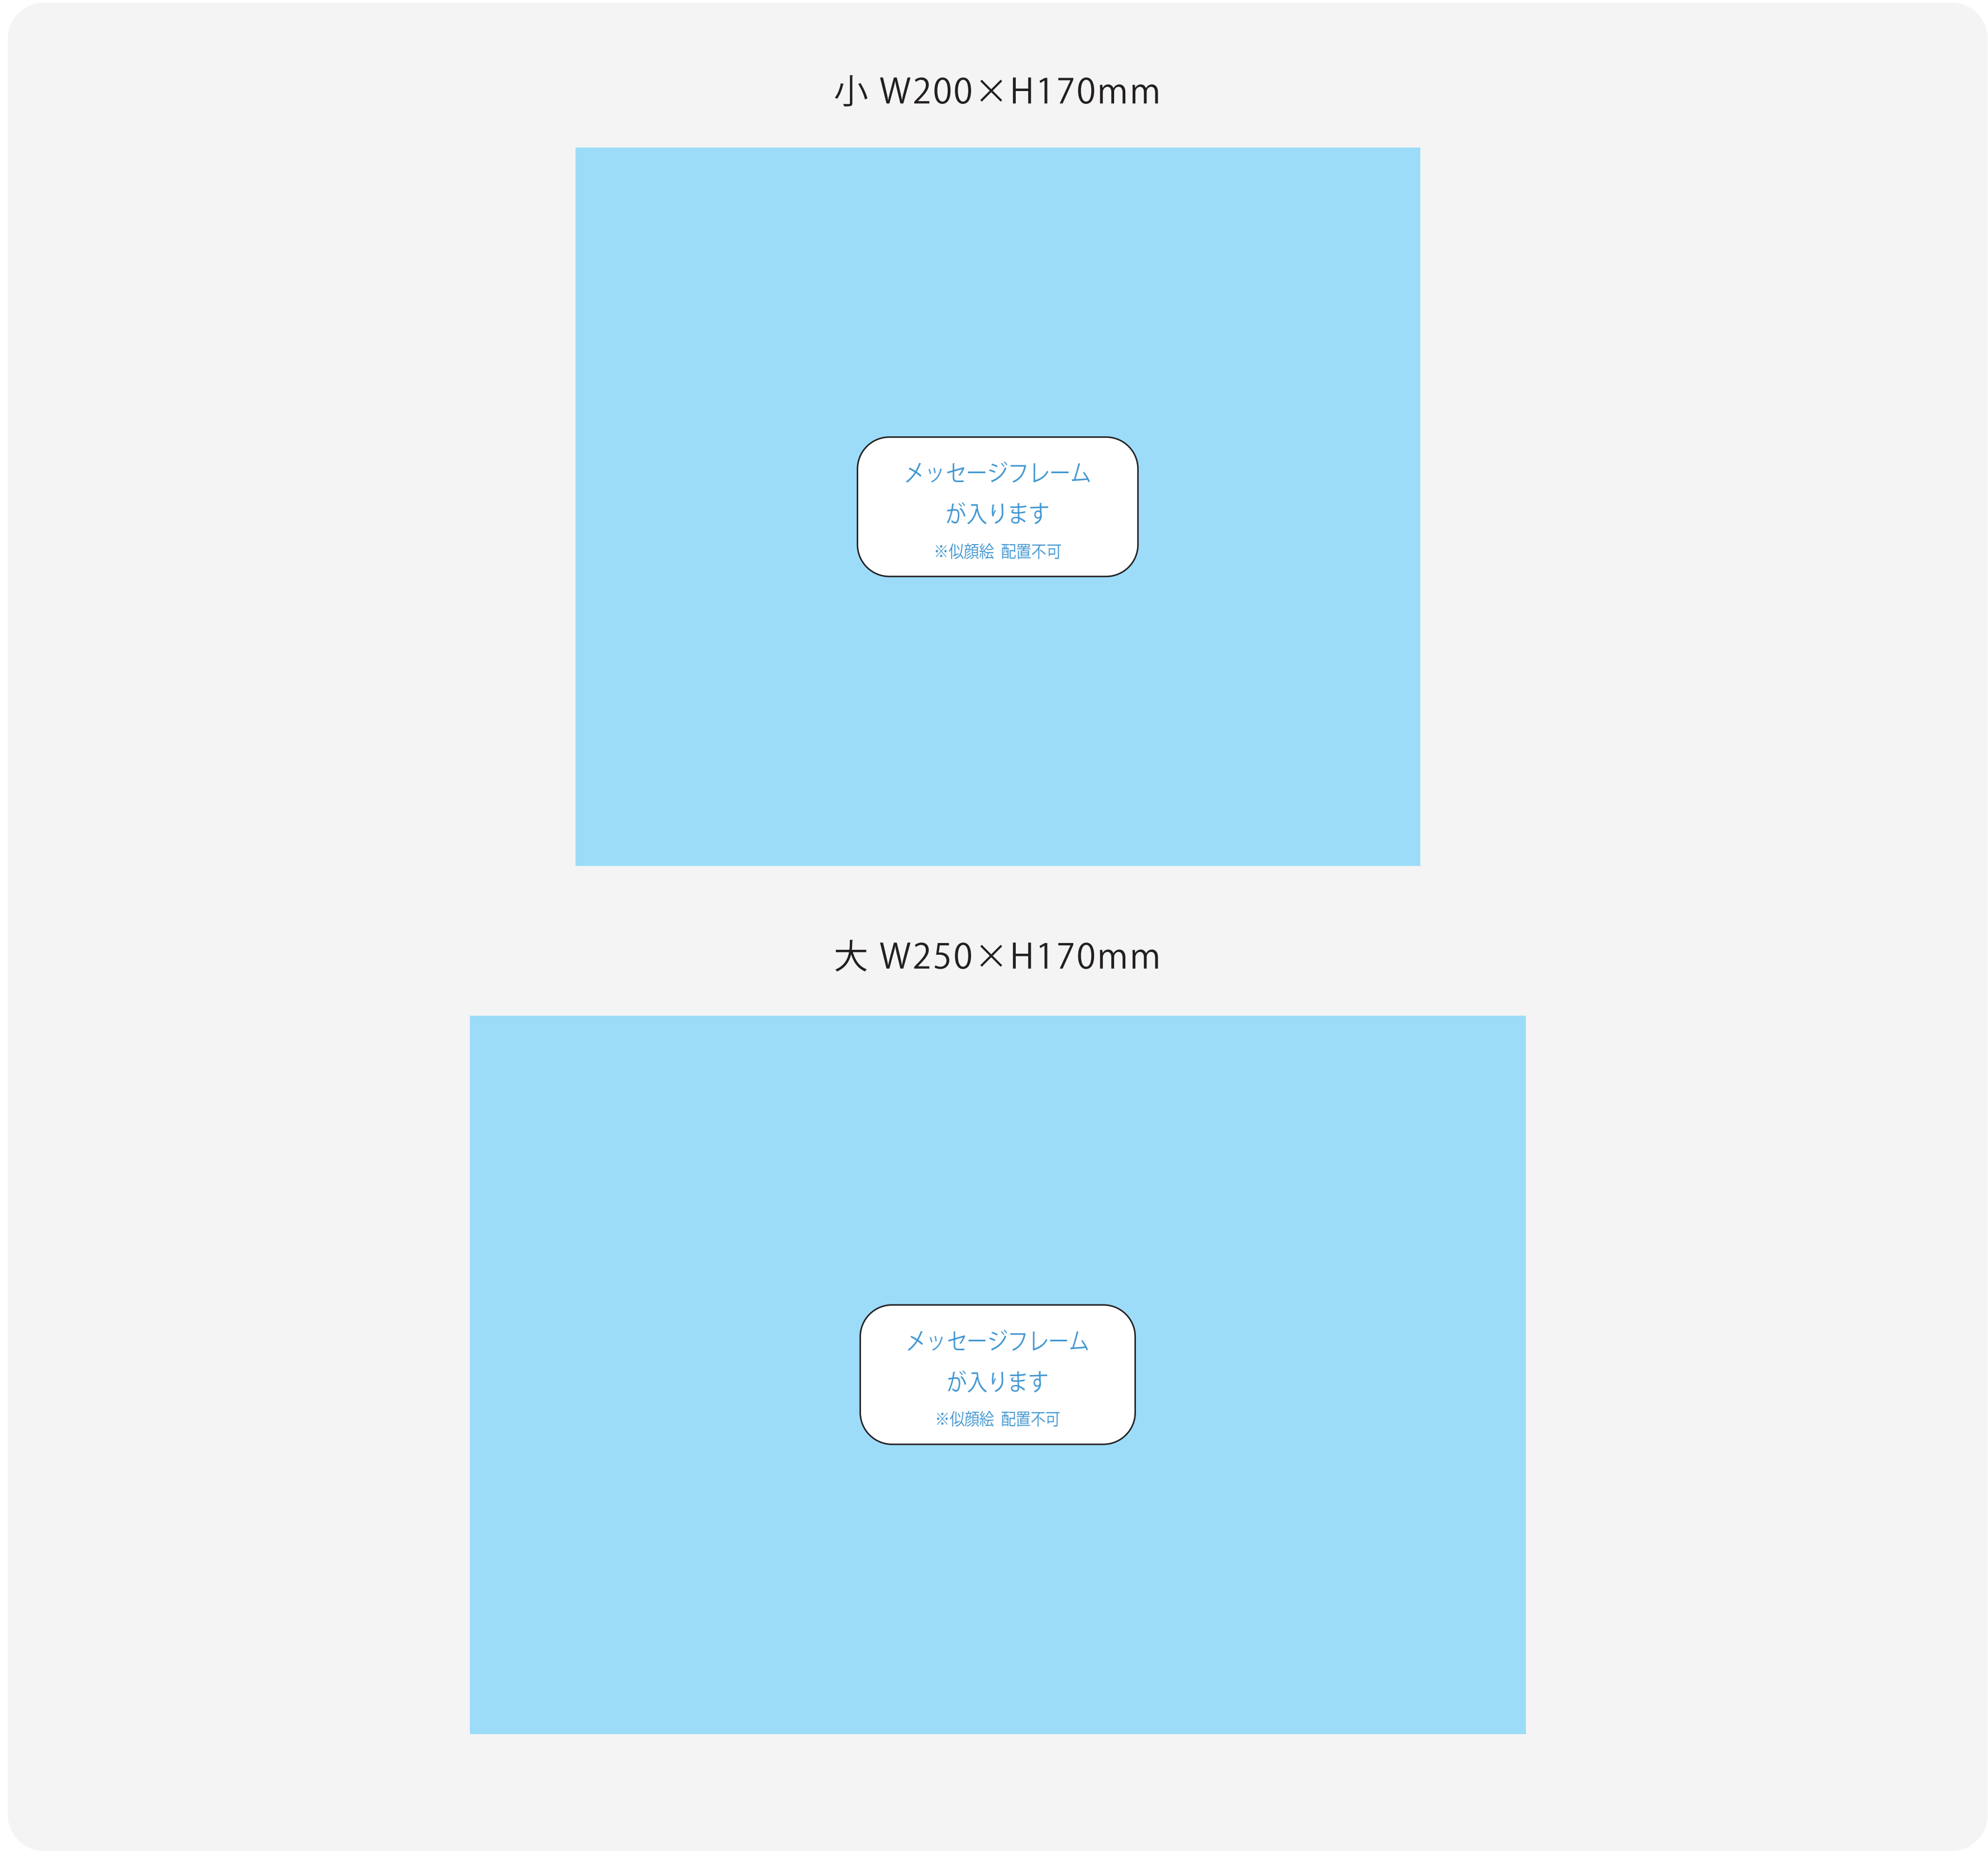 小 W200×H170mm
メッセージフレーム
が入ります
※似顔絵 配置不可
大 W250×H170mm
メッセージフレーム
が入ります
※似顔絵 配置不可